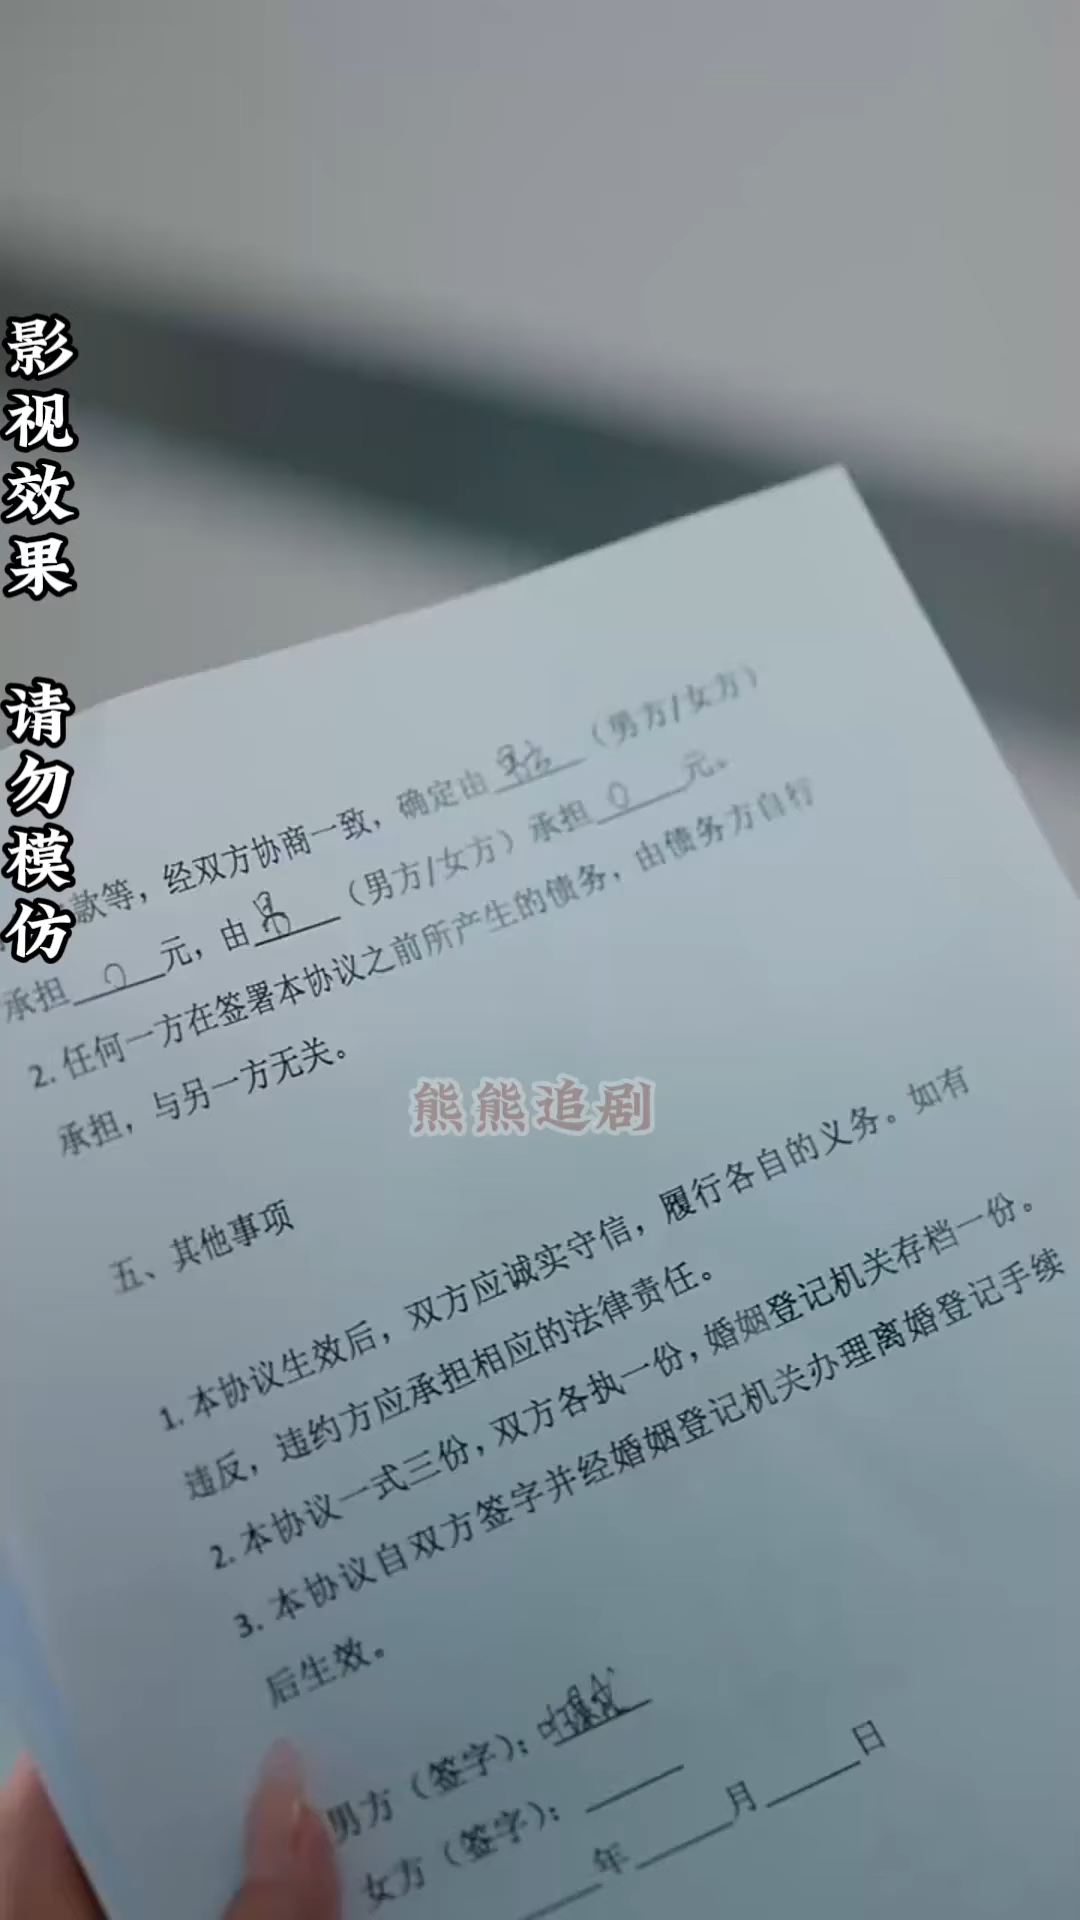 影视效果 请勿模仿
款等，经双方协商一致，确定由男方（男方/女方）
承担 0 元，由男（男方/女方）承担 0 元。
2. 任何一方在签署本协议之前所产生的债务，由债务方自行
承担，与另一方无关。
熊熊追剧
五、其他事项
1. 本协议生效后，双方应诚实守信，履行各自的义务。如有
违反，违约方应承担相应的法律责任。
2. 本协议一式三份，双方各执一份，婚姻登记机关存档一份。
3. 本协议自双方签字并经婚姻登记机关办理离婚登记手续
后生效。
男方（签字）：
女方（签字）：
年 月 日